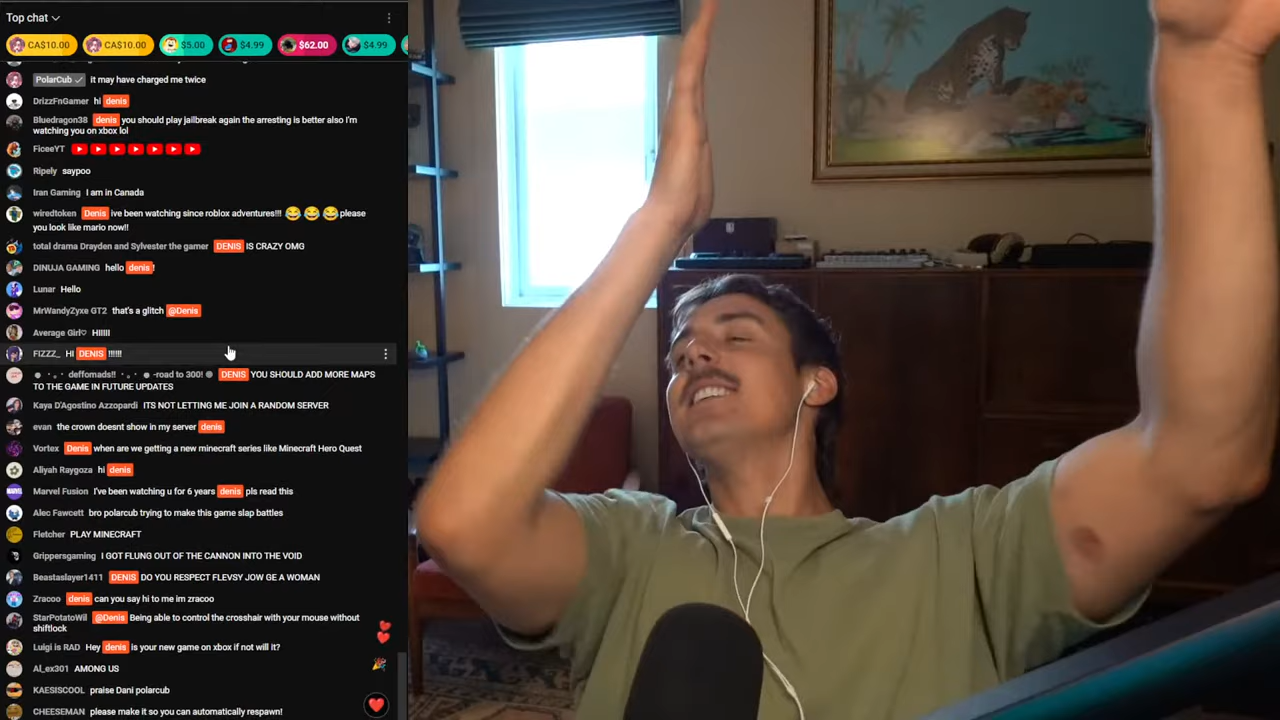 Top chat
CA$10.00 CA$10.00 $5.00 $4.99 $62.00 $4.99
PolarCub it may have charged me twice
DrizzFnGamer hi denis
Bluedragon38 denis you should play jailbreak again the arresting is better also I'm
watching you on xbox lol
FiceeYT
Ripely saypoo
Iran Gaming I am in Canada
wiredtoken Denis ive been watching since roblox adventures!!! 😂 😂 😂 please
you look like mario now!!
total drama Drayden and Sylvester the gamer DENIS IS CRAZY OMG
DINUJA GAMING hello denis !
Lunar Hello
MrWandyZyxe GT2 that's a glitch @Denis
Average Girl♡ HIIIII
FIZZZ_ HI DENIS !!!!!!
deffomads!! -road to 300! DENIS YOU SHOULD ADD MORE MAPS
TO THE GAME IN FUTURE UPDATES
Kaya D'Agostino Azzopardi ITS NOT LETTING ME JOIN A RANDOM SERVER
evan the crown doesnt show in my server denis
Vortex Denis when are we getting a new minecraft series like Minecraft Hero Quest
Aliyah Raygoza hi denis
MARVEL Marvel Fusion I've been watching u for 6 years denis pls read this
Alec Fawcett bro polarcub trying to make this game slap battles
Fletcher PLAY MINECRAFT
Grippersgaming I GOT FLUNG OUT OF THE CANNON INTO THE VOID
Beastaslayer1411 DENIS DO YOU RESPECT FLEVSY JOW GE A WOMAN
Zracoo denis can you say hi to me im zracoo
StarPotatoWil @Denis Being able to control the crosshair with your mouse without
shiftlock
Luigi is RAD Hey denis Is your new game on xbox if not will it?
Al_ex301 AMONG US
KAESISCOOL praise Dani polarcub
CHEESEMAN please make it so you can automatically respawn!